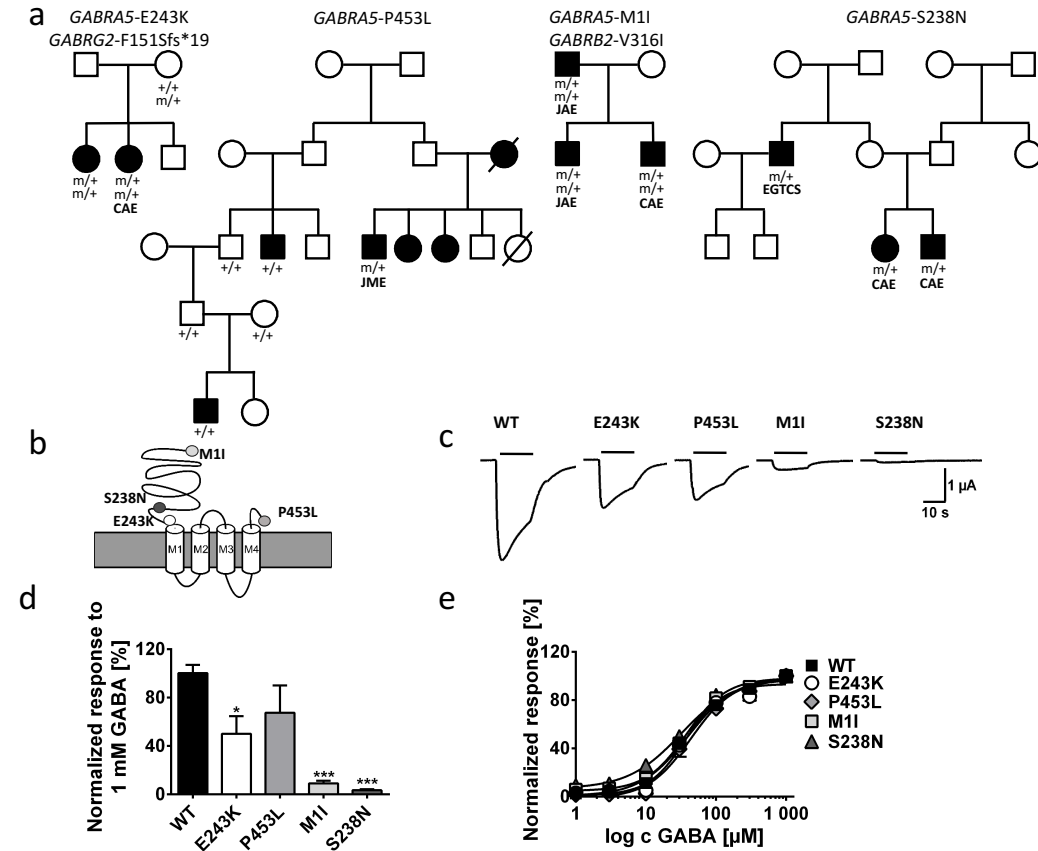 a
GABRA5-E243K
GABRG2-F151Sfs*19
GABRA5-P453L
GABRA5-M1I
GABRB2-V316I
GABRA5-S238N
+/+
m/+
m/+
m/+
JAE
m/+
m/+
m/+
m/+
CAE
m/+
m/+
JAE
m/+
m/+
CAE
m/+
EGTCS
+/+
+/+
m/+
JME
m/+
CAE
m/+
CAE
+/+
+/+
+/+
b
M1I
S238N
E243K
P453L
M1
M2
M3
M4
c
WT
E243K
P453L
M1I
S238N
1 µA
10 s
d
Normalized response to
1 mM GABA [%]
120
80
40
0
*
***
***
WT
E243K
P453L
M1I
S238N
e
Normalized response [%]
120
80
40
0
1
10
100
1 000
log c GABA [µM]
WT
E243K
P453L
M1I
S238N